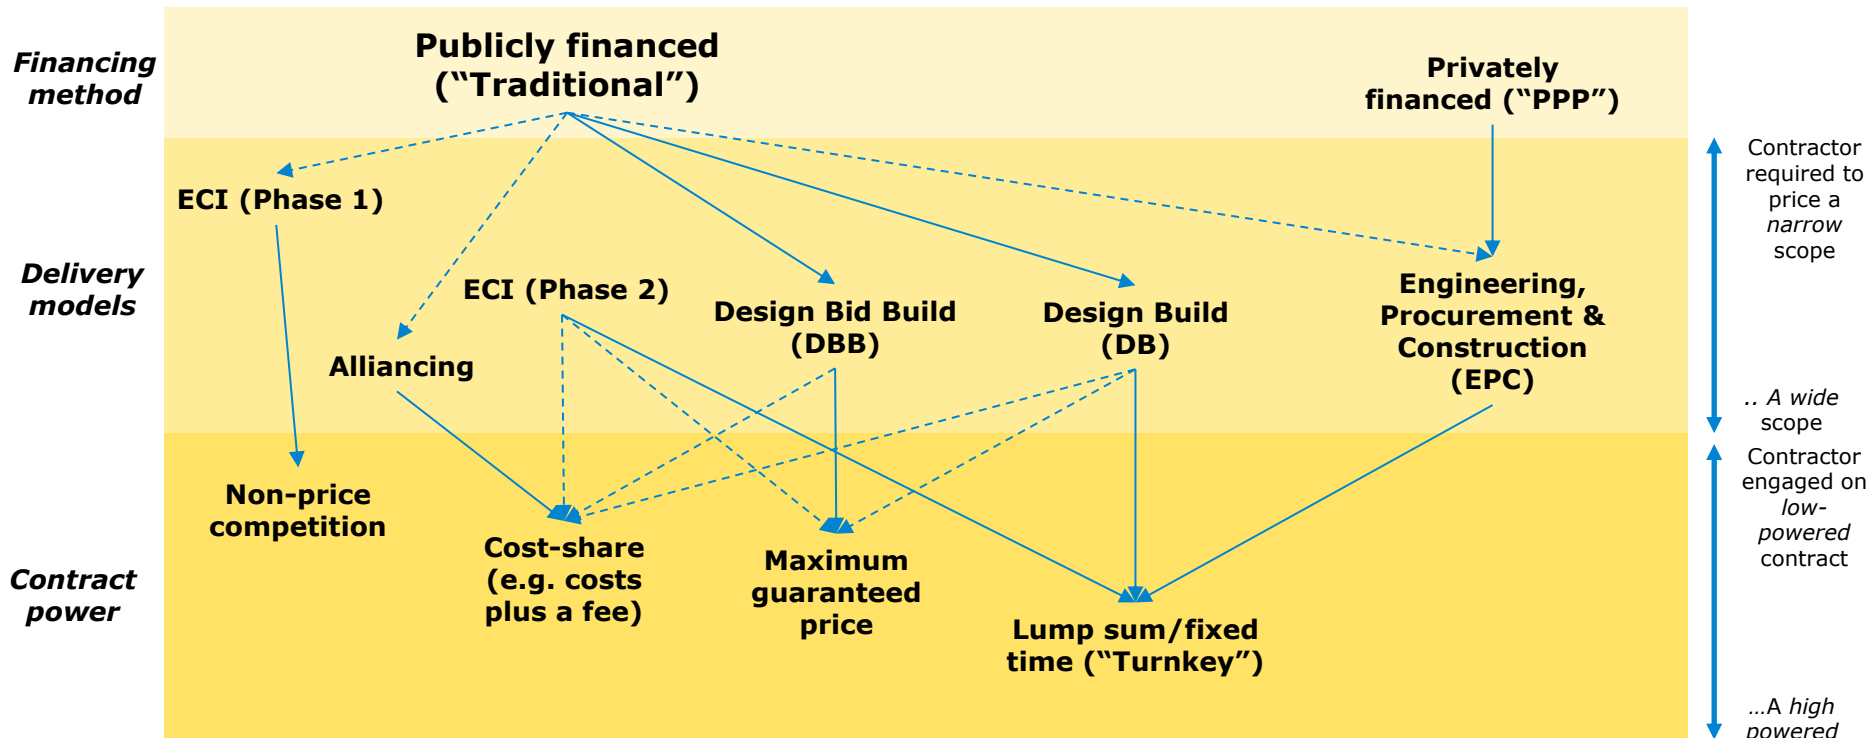 Financing
method
Publicly financed
(“Traditional”)
Privately
financed (“PPP”)
Delivery
models
ECI (Phase 1)
Alliancing
ECI (Phase 2)
Design Bid Build
(DBB)
Design Build
(DB)
Engineering,
Procurement &
Construction
(EPC)
Contractor
required to
price a
narrow
scope
.. A wide
scope
Contract
power
Non-price
competition
Cost-share
(e.g. costs
plus a fee)
Maximum
guaranteed
price
Lump sum/fixed
time (“Turnkey”)
Contractor
engaged on
low-
powered
contract
...A high
powered